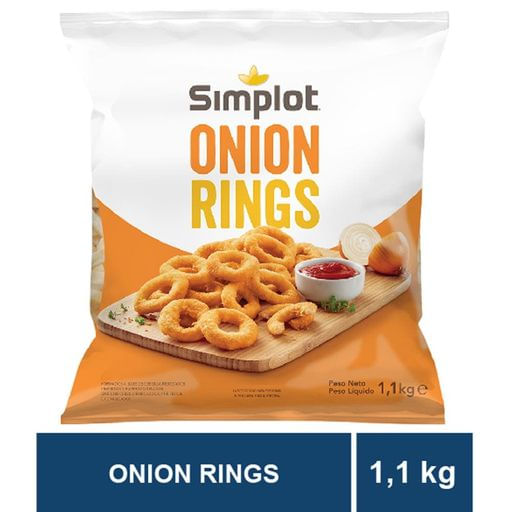 Simplot
ONION
RINGS
Peso Neto
Peso Líquido 1,1kg e
ONION RINGS
1,1 kg